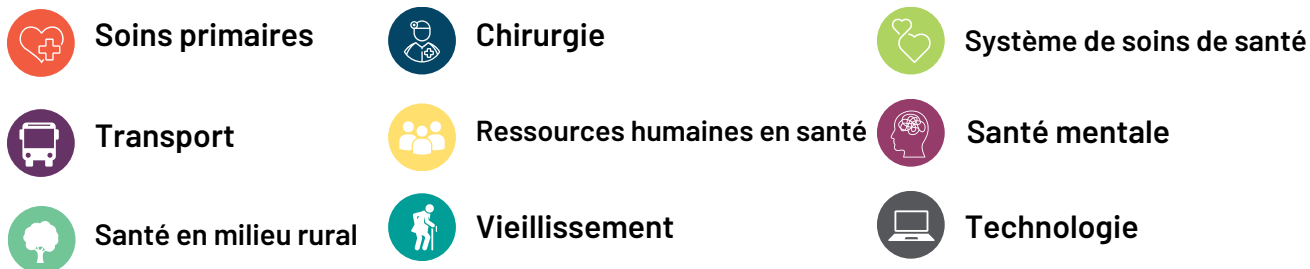 Soins primaires
Chirurgie
Système de soins de santé
Transport
Ressources humaines en santé
Santé mentale
Santé en milieu rural
Vieillissement
Technologie